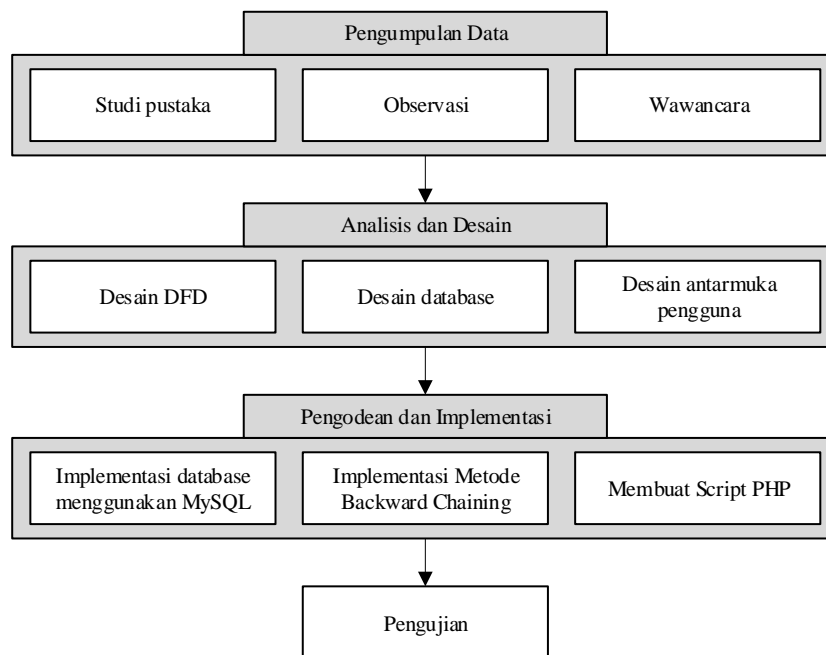 Pengumpulan Data
Studi pustaka
Observasi
Wawancara
Analisis dan Desain
Desain DFD
Desain database
Desain antarmuka
pengguna
Pengodean dan Implementasi
Implementasi database
menggunakan MySQL
Implementasi Metode
Backward Chaining
Membuat Script PHP
Pengujian